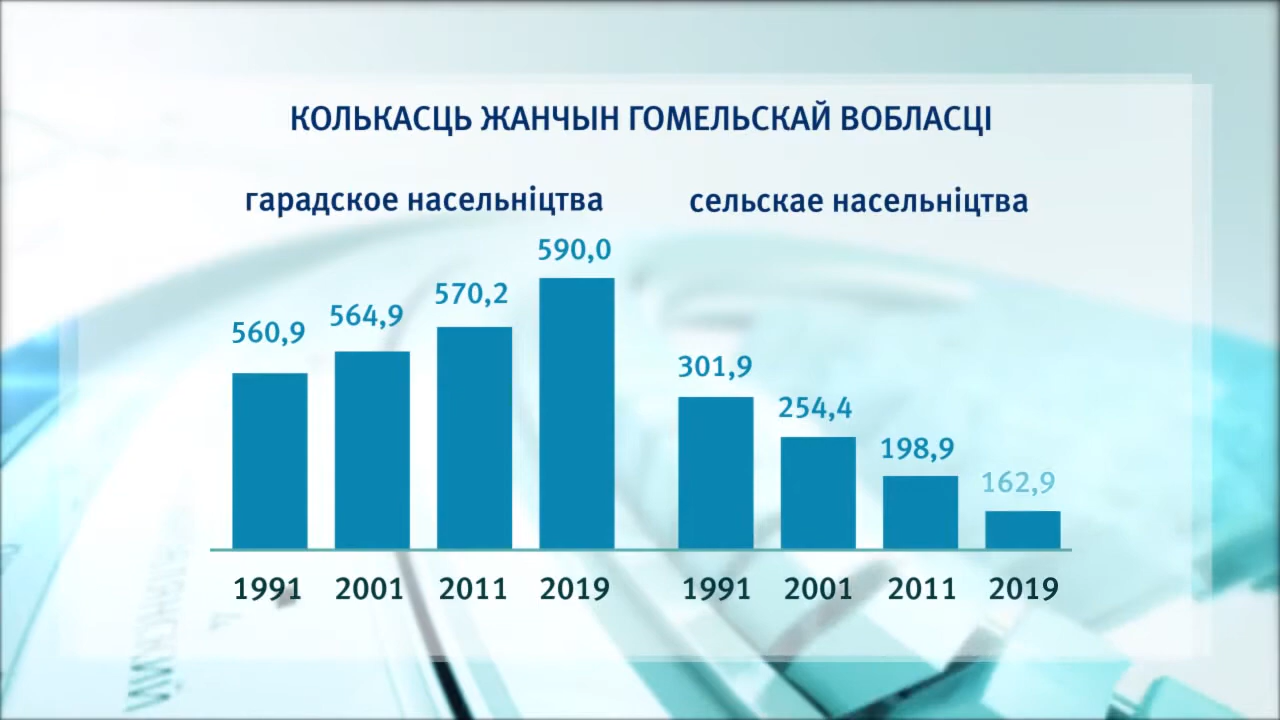 КОЛЬКАСЦЬ ЖАНЧЫН ГОМЕЛЬСКАЙ ВОБЛАСЦІ
гарадское насельніцтва
сельскае насельніцтва
560,9
564,9
570,2
590,0
301,9
254,4
198,9
162,9
1991 2001 2011 2019
1991 2001 2011 2019